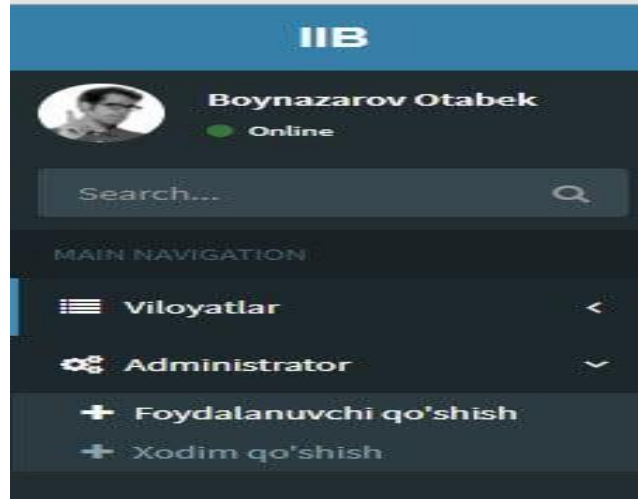 IIB
Boynazarov Otabek
Online
Search...
MAIN NAVIGATION
Viloyatlar
Administrator
Foydalanuvchi qo'shish
Xodim qo'shish